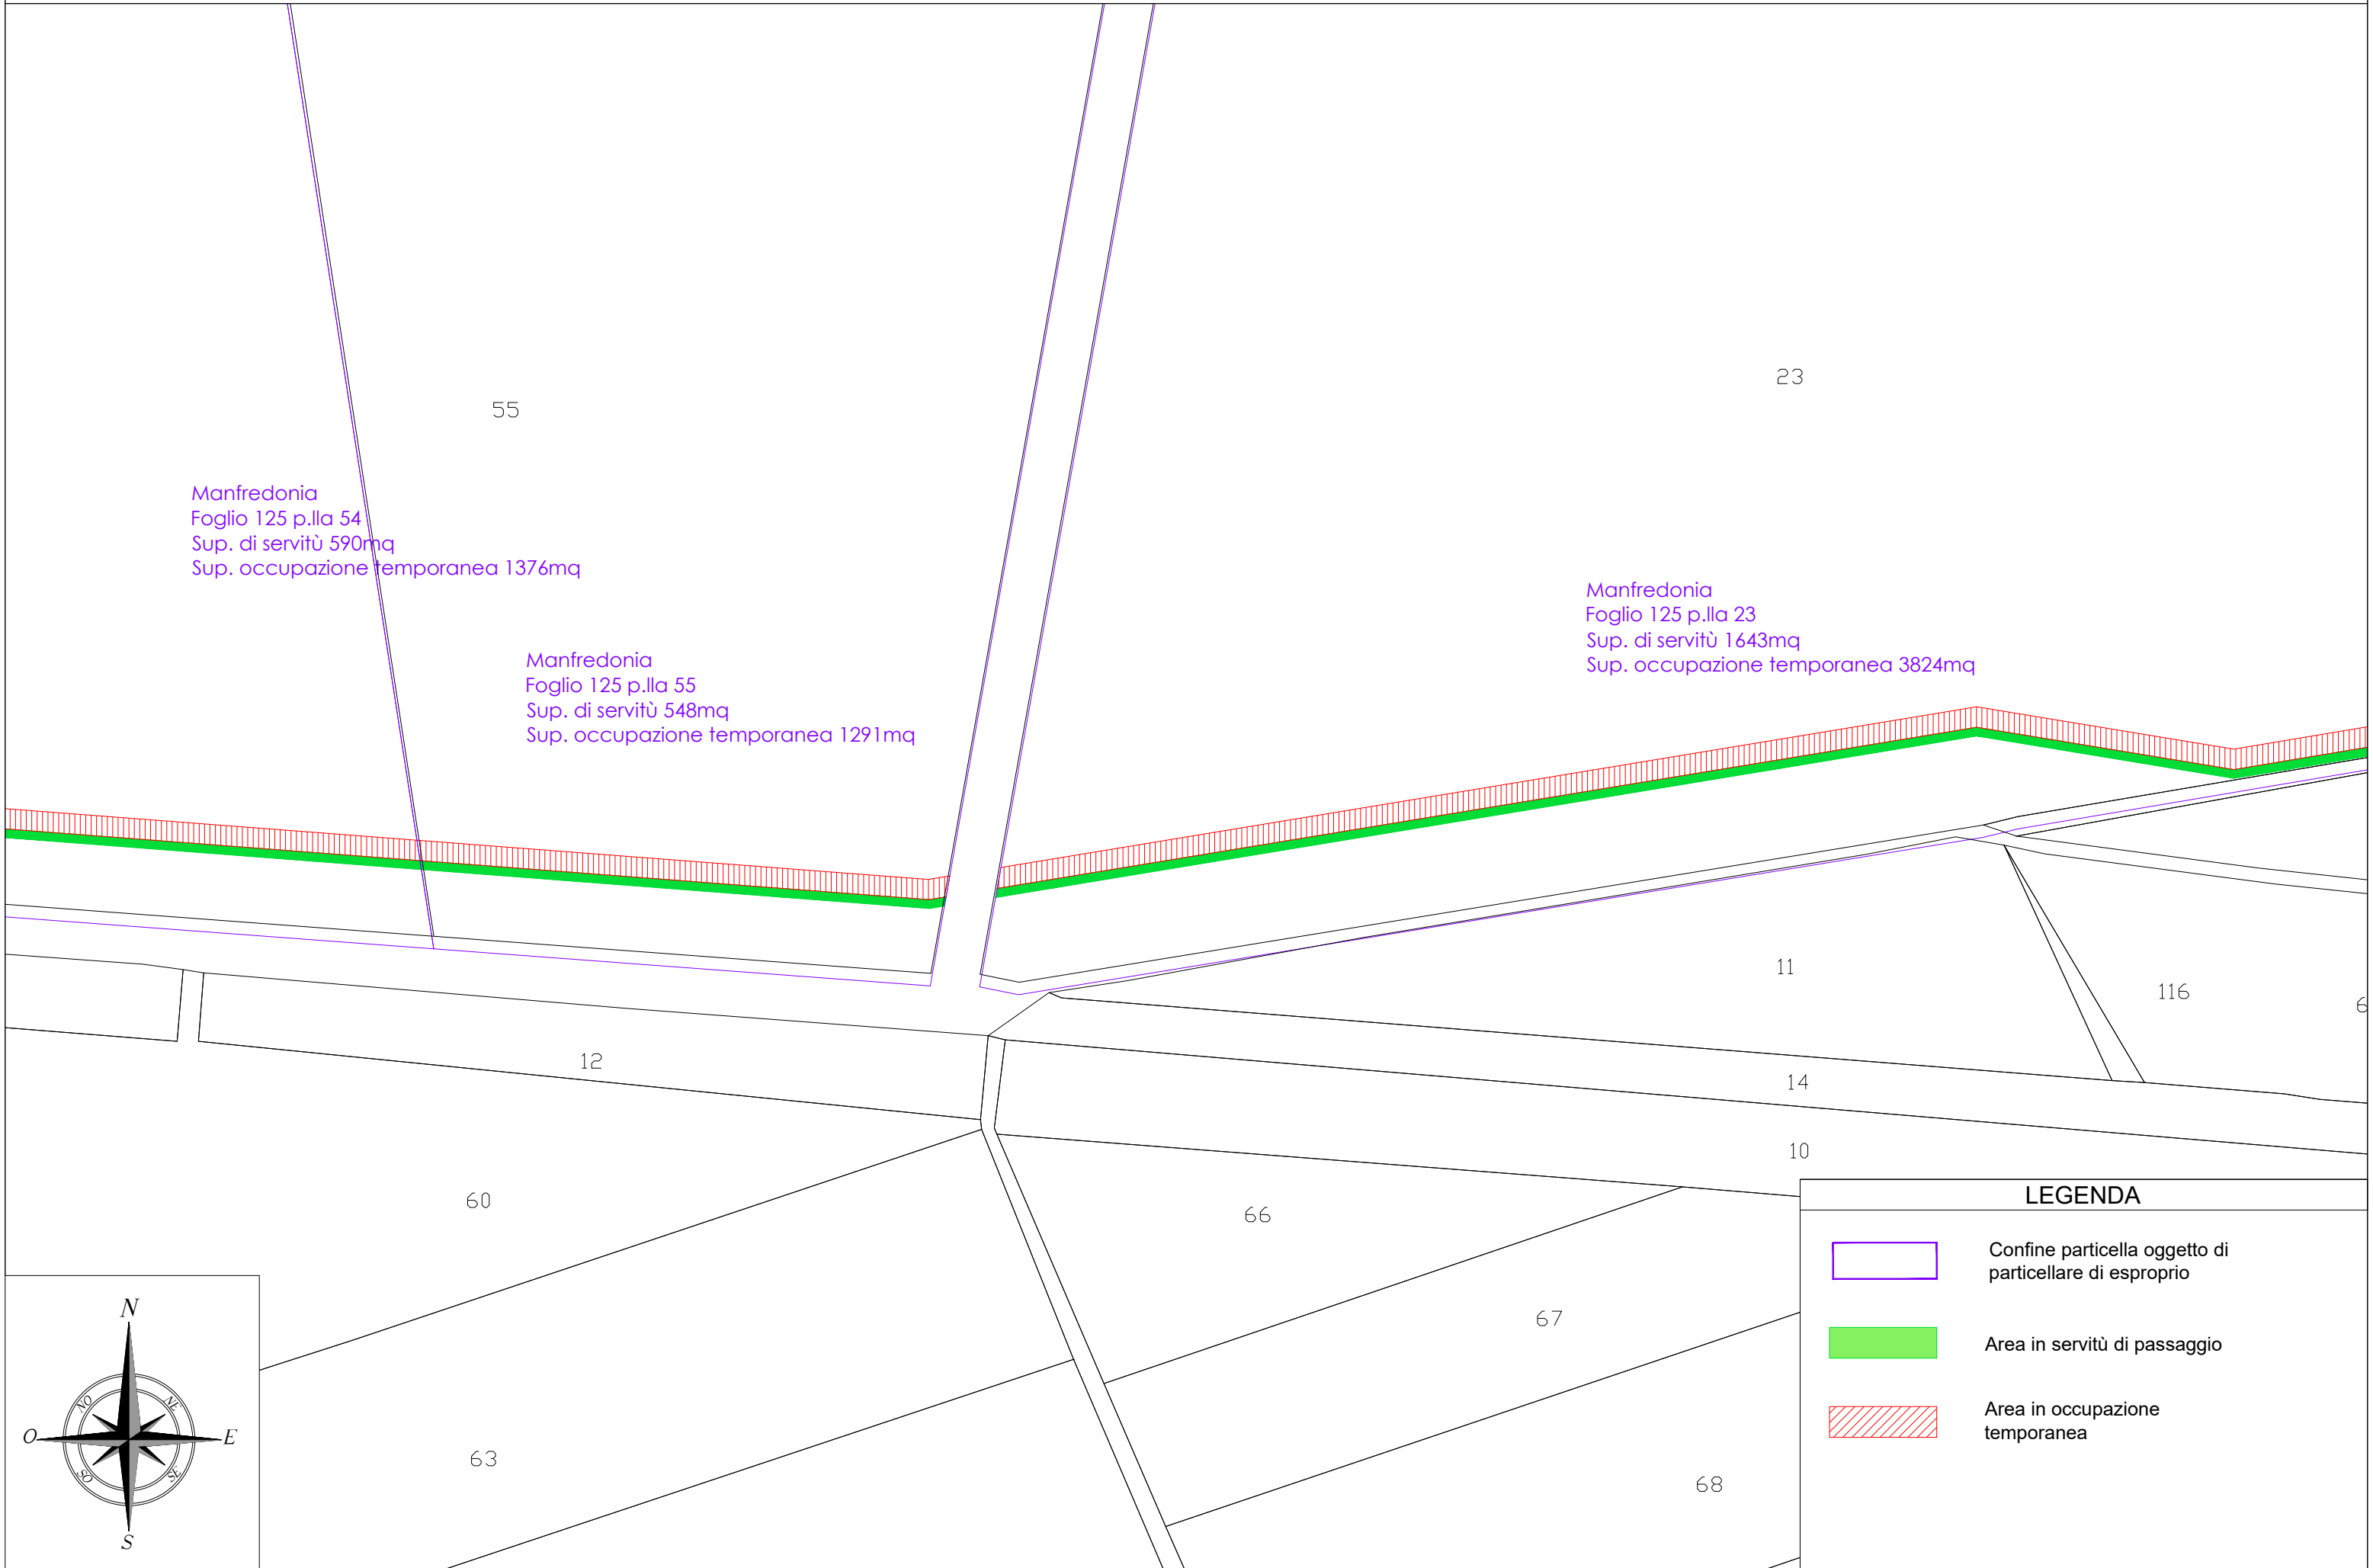 23
55
Manfredonia
Foglio 125 p.lla 54
Sup. di servitù 590mq
Sup. occupazione temporanea 1376mq
Manfredonia
Foglio 125 p.lla 23
Sup. di servitù 1643mq
Sup. occupazione temporanea 3824mq
Manfredonia
Foglio 125 p.lla 55
Sup. di servitù 548mq
Sup. occupazione temporanea 1291mq
11
116
6
12
14
10
60
66
67
63
68
LEGENDA
Confine particella oggetto di
particellare di esproprio
Area in servitù di passaggio
Area in occupazione
temporanea
N
NO
NE
O
E
SO
SE
S